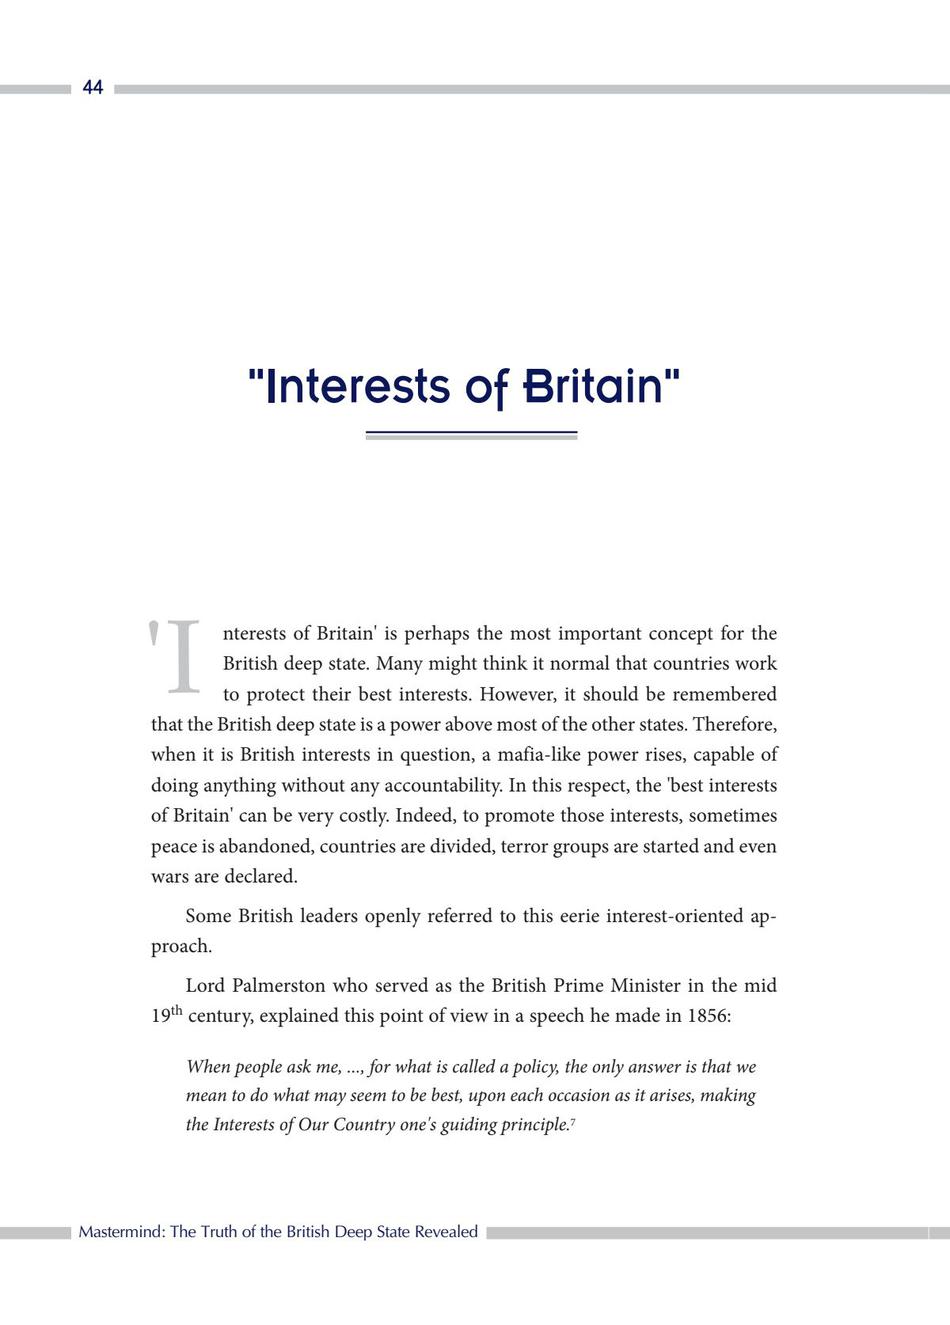 44
"Interests of Britain"
'Interests of Britain' is perhaps the most important concept for the
British deep state. Many might think it normal that countries work
to protect their best interests. However, it should be remembered
that the British deep state is a power above most of the other states. Therefore,
when it is British interests in question, a mafia-like power rises, capable of
doing anything without any accountability. In this respect, the 'best interests
of Britain' can be very costly. Indeed, to promote those interests, sometimes
peace is abandoned, countries are divided, terror groups are started and even
wars are declared.
Some British leaders openly referred to this eerie interest-oriented ap-
proach.
Lord Palmerston who served as the British Prime Minister in the mid
19th century, explained this point of view in a speech he made in 1856:
When people ask me, ..., for what is called a policy, the only answer is that we
mean to do what may seem to be best, upon each occasion as it arises, making
the Interests of Our Country one's guiding principle.7
Mastermind: The Truth of the British Deep State Revealed